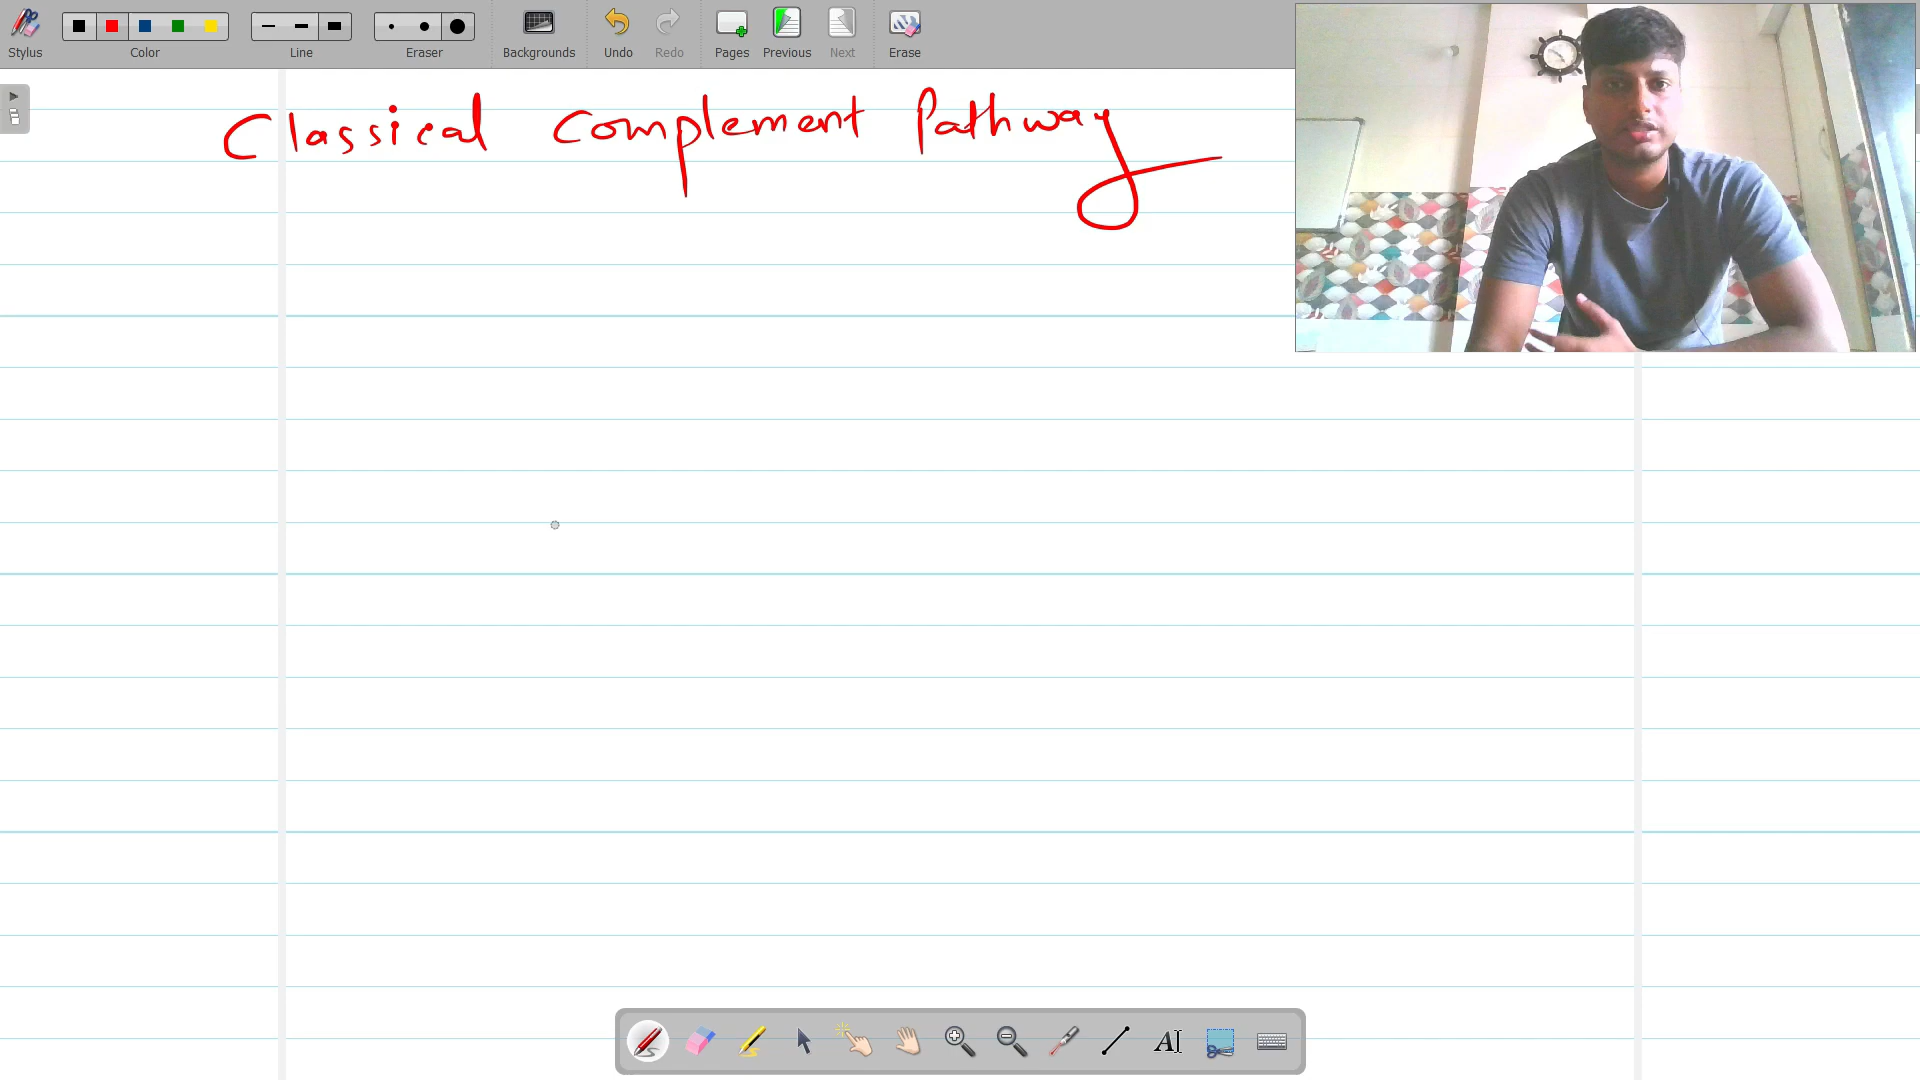 Stylus Color Line Eraser Backgrounds Undo Redo Pages Previous Next Erase
Classical Complement Pathway
A